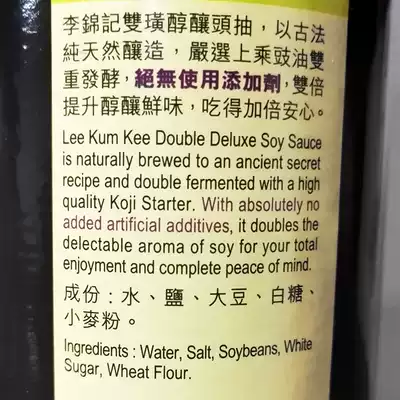 李錦記雙璜醇釀頭抽，以古法
純天然釀造，嚴選上乘豉油雙
重發酵，絕無使用添加劑，雙倍
提升醇釀鮮味，吃得加倍安心。
Lee Kum Kee Double Deluxe Soy Sauce
is naturally brewed to an ancient secret
recipe and double fermented with a high
quality Koji Starter. With absolutely no
added artificial additives, it doubles the
delectable aroma of soy for your total
enjoyment and complete peace of mind.
成份：水、鹽、大豆、白糖、
小麥粉。
Ingredients : Water, Salt, Soybeans, White
Sugar, Wheat Flour.